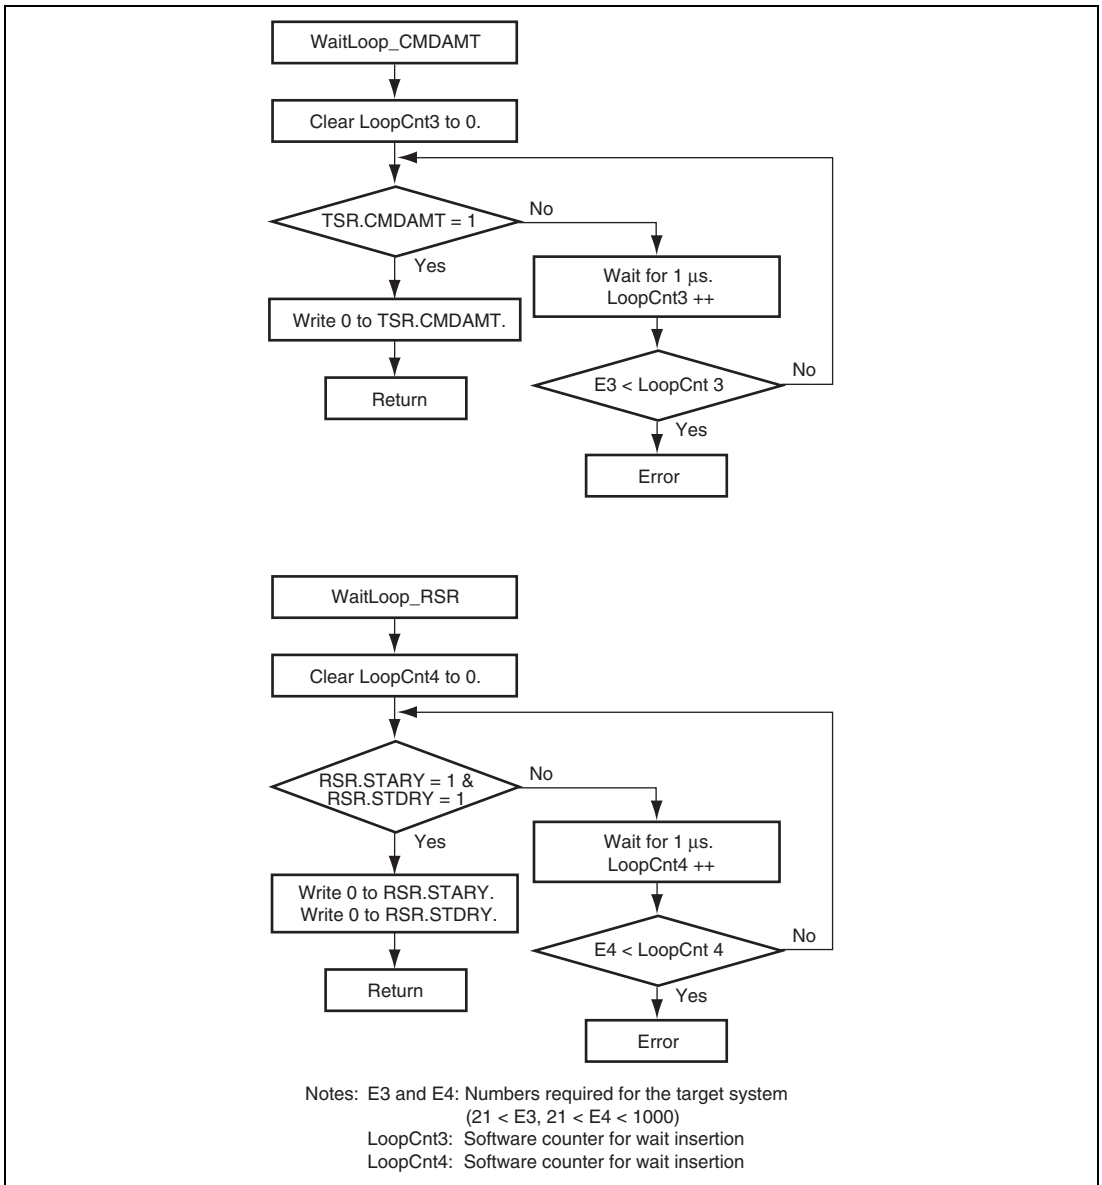 WaitLoop_CMDAMT
Clear LoopCnt3 to 0.
TSR.CMDAMT = 1
No
Yes
Wait for 1 μs.
LoopCnt3 ++
Write 0 to TSR.CMDAMT.
E3 < LoopCnt 3
No
Return
Yes
Error
WaitLoop_RSR
Clear LoopCnt4 to 0.
RSR.STARY = 1 &
RSR.STDRY = 1
No
Yes
Wait for 1 μs.
LoopCnt4 ++
Write 0 to RSR.STARY.
Write 0 to RSR.STDRY.
E4 < LoopCnt 4
No
Return
Yes
Error
Notes: E3 and E4: Numbers required for the target system
(21 < E3, 21 < E4 < 1000)
LoopCnt3: Software counter for wait insertion
LoopCnt4: Software counter for wait insertion